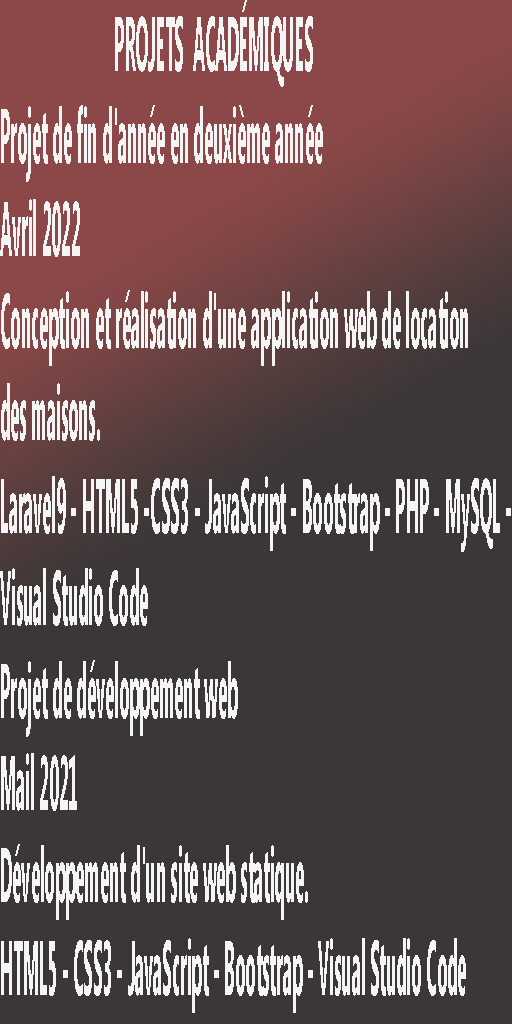 PROJETS ACADÉMIQUES
Projet de fin d'année en deuxième année
Avril 2022
Conception et réalisation d'une application web de location
des maisons.
Laravel9 - HTML5 -CSS3 - JavaScript - Bootstrap - PHP - MySQL -
Visual Studio Code
Projet de développement web
Mail 2021
Développement d'un site web statique.
HTML5 - CSS3 - JavaScript - Bootstrap - Visual Studio Code